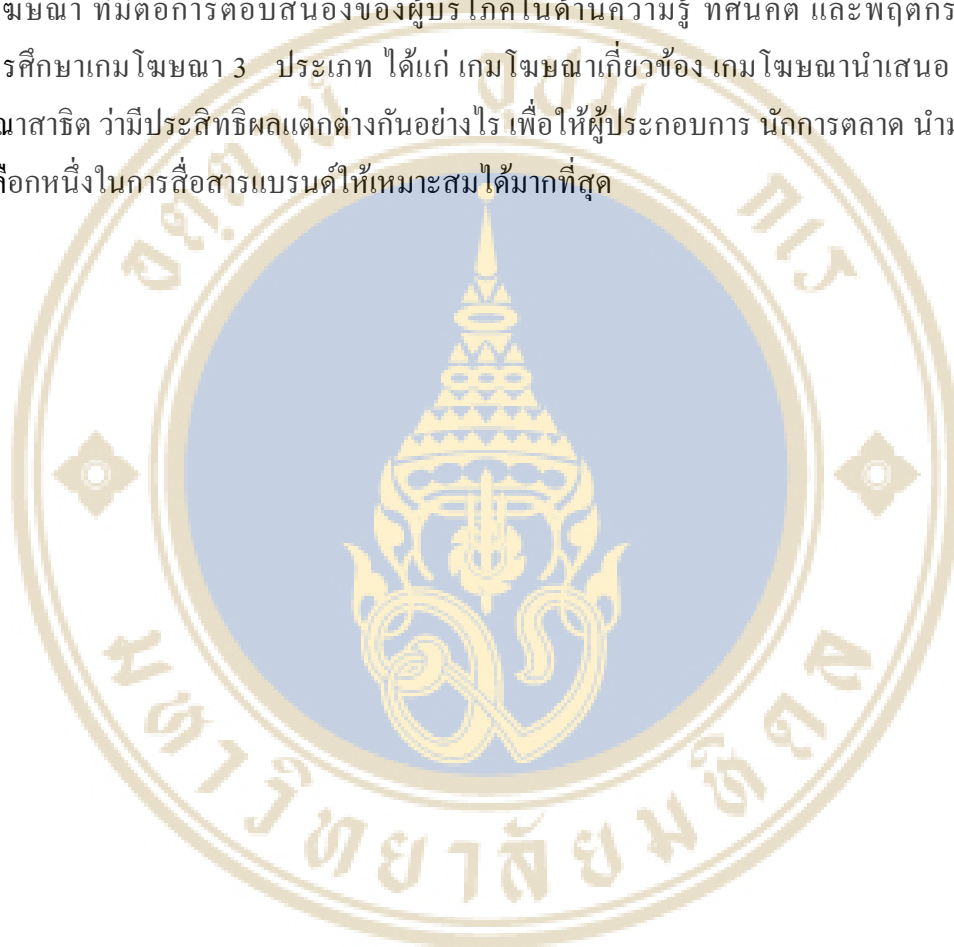 ฆษณา ที่มีต่อการตอบสนองของผู้บริโภคในด้านความรู้ ทัศนคติ และพฤติกร
รศึกษาเกมโฆษณา 3 ประเภท ได้แก่ เกมโฆษณาเกี่ยวข้อง เกมโฆษณานำเสนอ
ณาสาธิต ว่ามีประสิทธิผลแตกต่างกันอย่างไร เพื่อให้ผู้ประกอบการ นักการตลาด นำม
ลือกหนึ่งในการสื่อสารแบรนด์ให้เหมาะสมได้มากที่สุด
อตฺตานํ อุปมํ กเร
มหาวิทยาลัยมหิดล